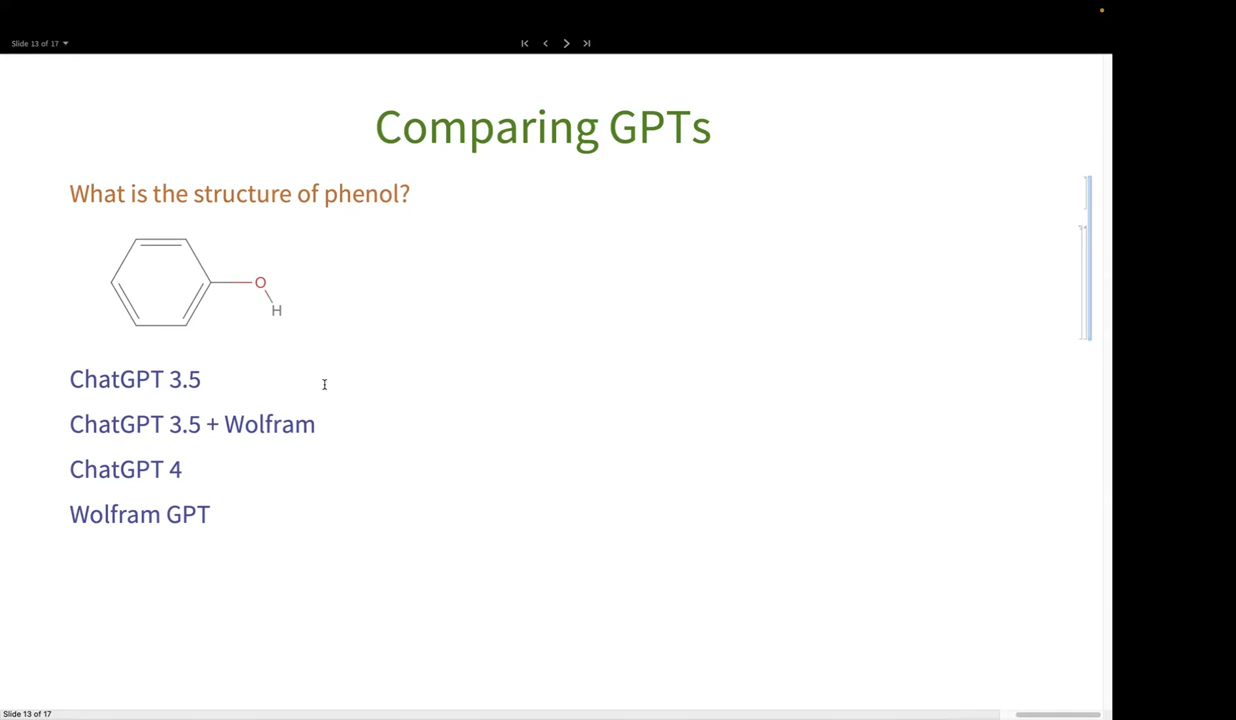 Slide 13 of 17
Comparing GPTs
What is the structure of phenol?
O
H
ChatGPT 3.5
ChatGPT 3.5 + Wolfram
ChatGPT 4
Wolfram GPT
Slide 13 of 17